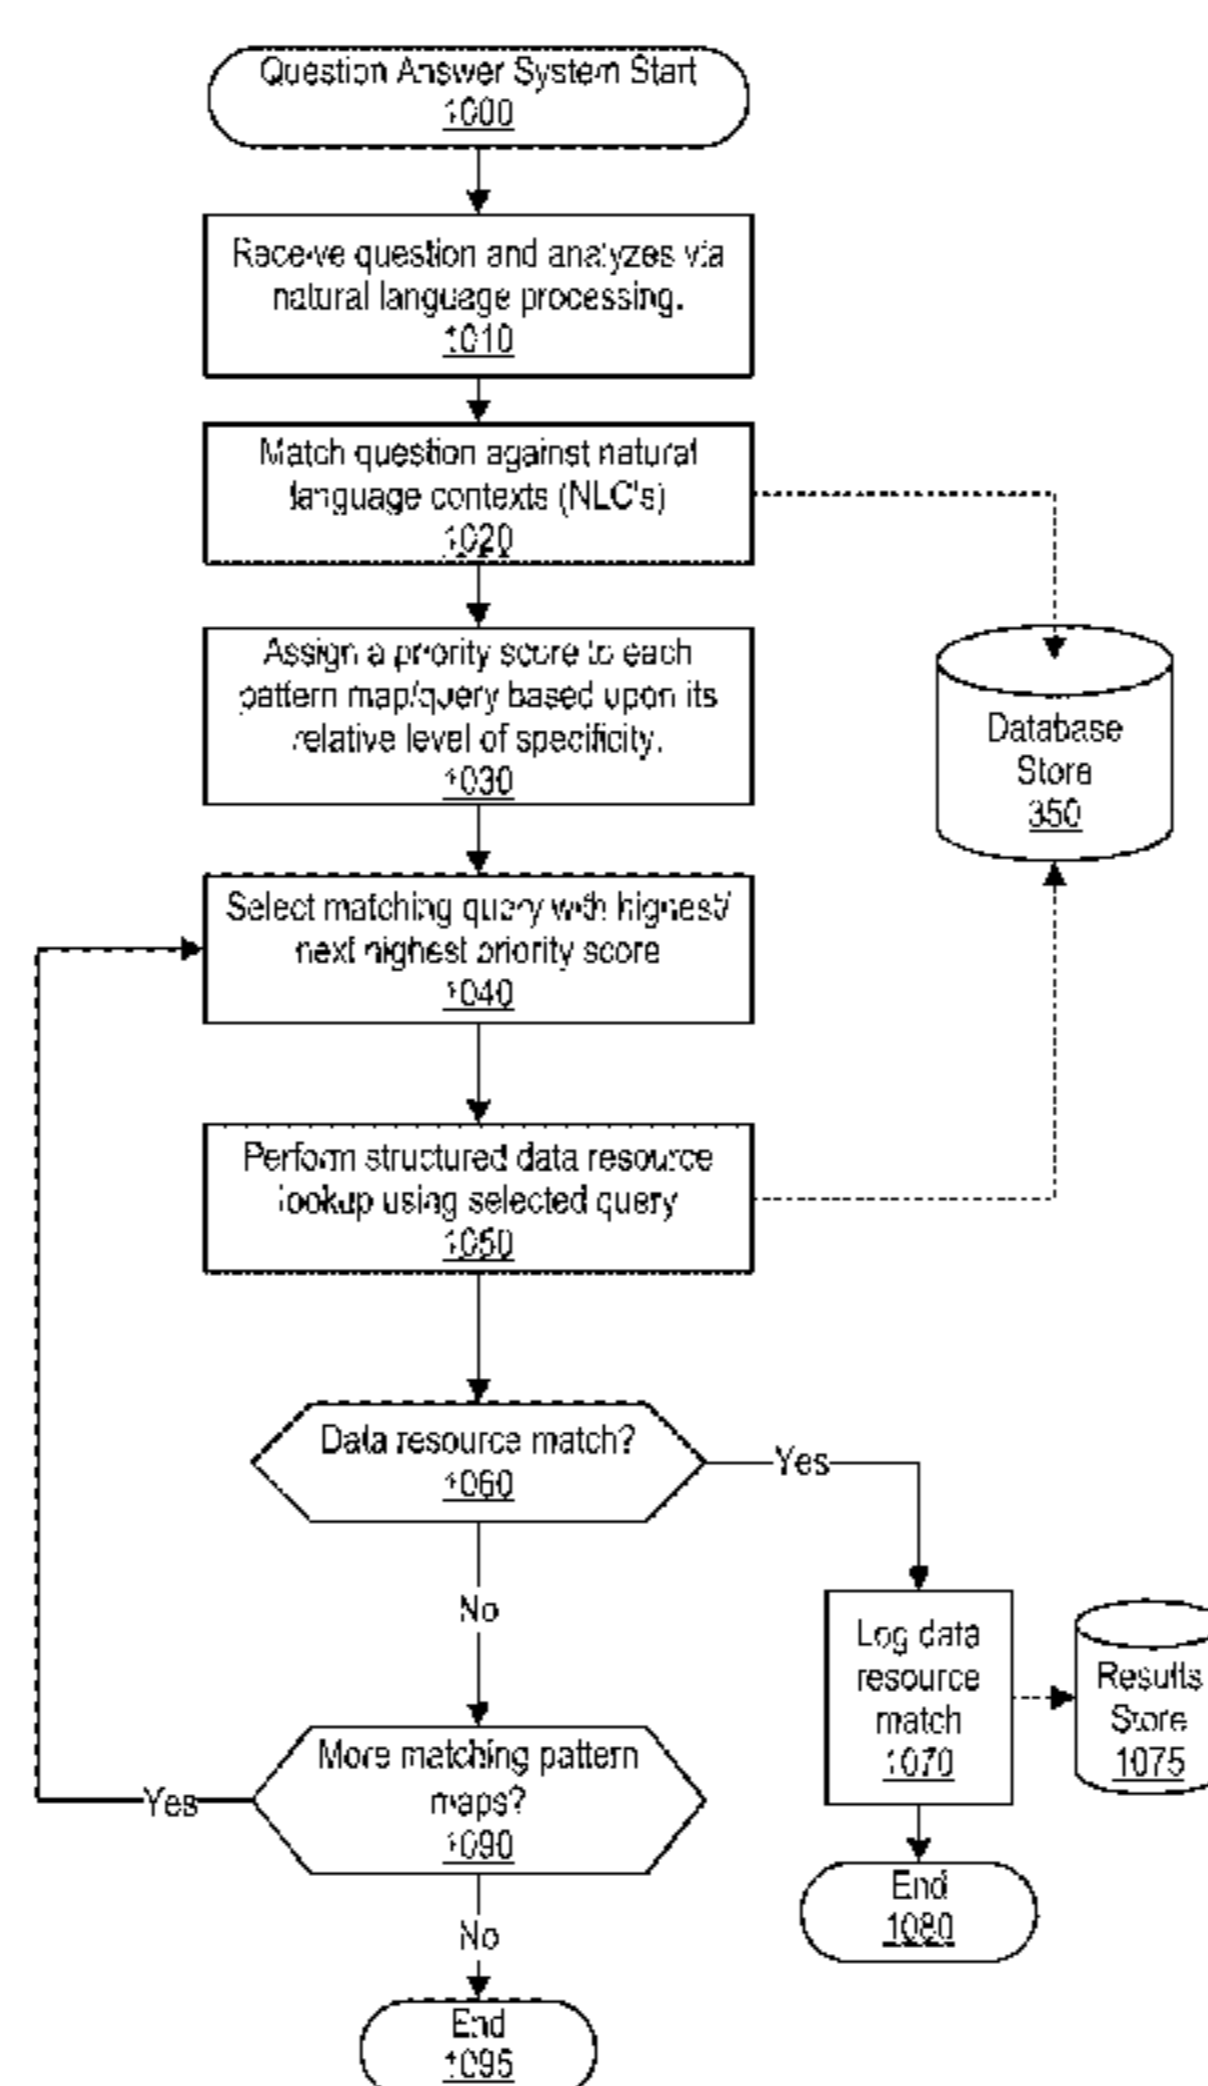 Question Answer System Start
1000
Receive question and analyzes via
natural language processing.
1010
Match question against natural
language contexts (NLC's)
1020
Assign a priority score to each
pattern map/query based upon its
relative level of specificity.
1030
Database
Store
350
Select matching query with highest/
next highest priority score
1040
Perform structured data resource
lookup using selected query
1050
Data resource match?
1060
Yes
No
Log data
resource
match
1070
Results
Store
1075
More matching pattern
maps?
1090
Yes
End
1080
No
End
1095